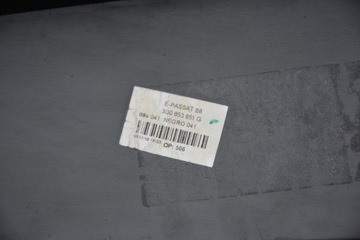 E-PASSAT B8
3G0 853 651 G
9B9 041 NEGRO 041
OP: 506